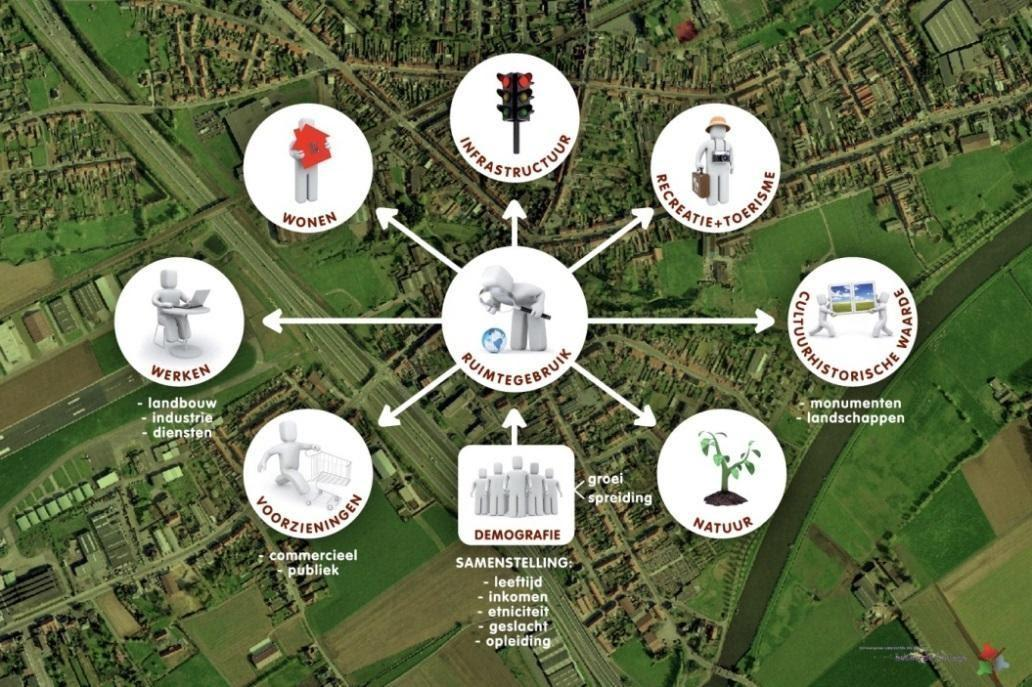 INFRASTRUCTUUR
WONEN
RECREATIE+TOERISME
WERKEN
- landbouw
- industrie
- diensten
RUIMTEGEBRUIK
CULTUURHISTORISCHE WAARDE
- monumenten
- landschappen
VOORZIENINGEN
- commercieel
- publiek
DEMOGRAFIE
groei
spreiding
SAMENSTELLING:
- leeftijd
- inkomen
- etniciteit
- geslacht
- opleiding
NATUUR